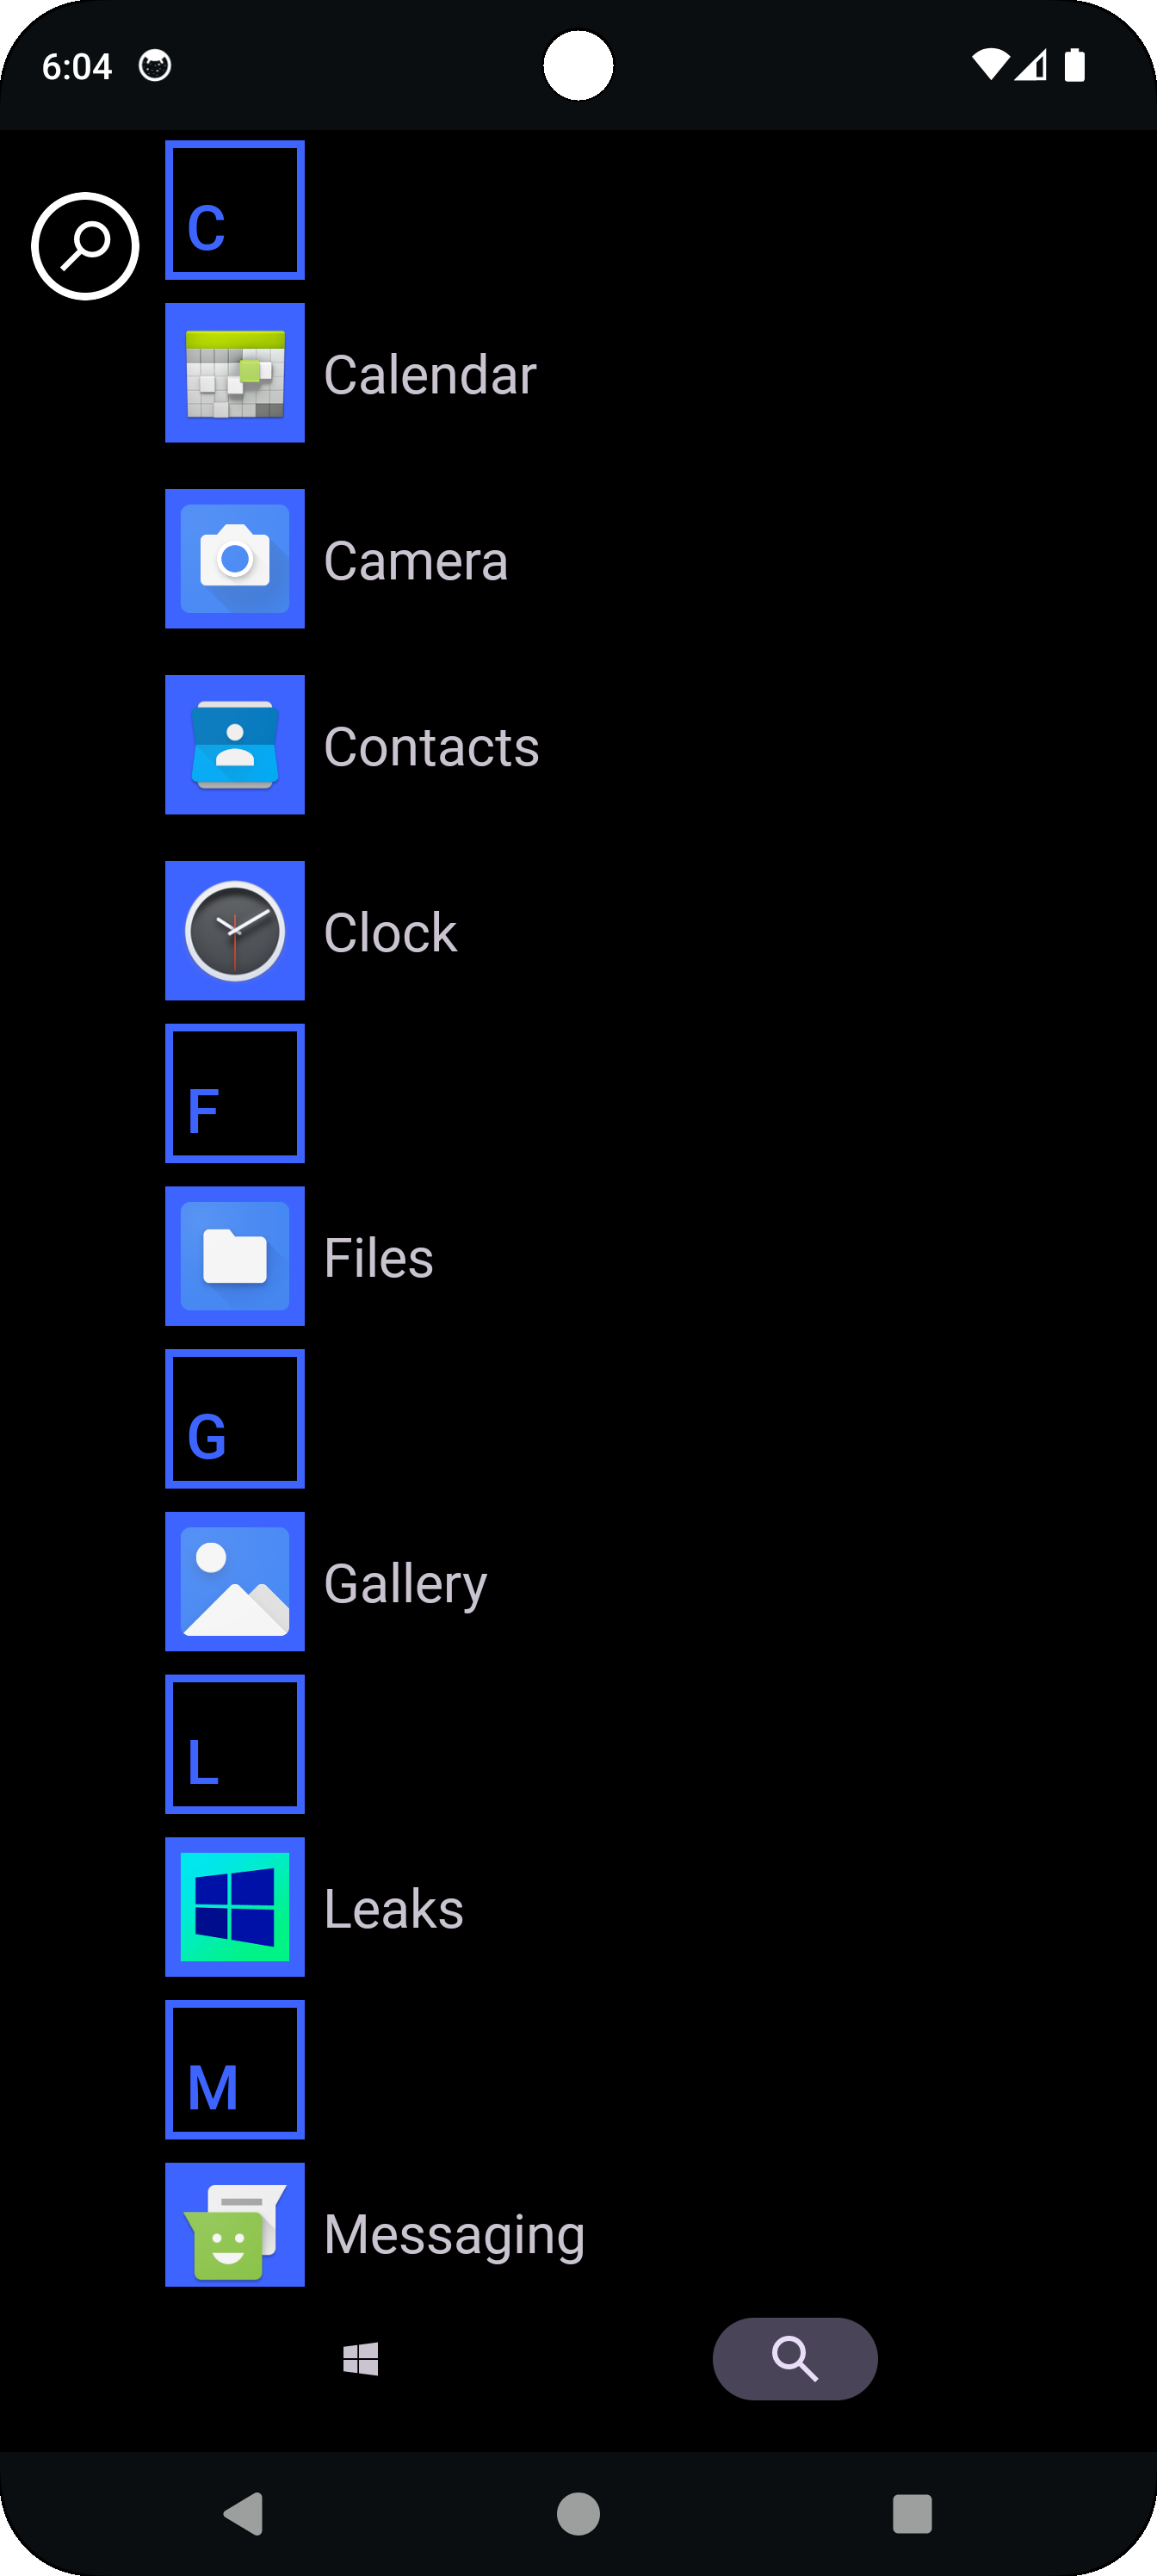 6:04
C
Calendar
Camera
Contacts
Clock
F
Files
G
Gallery
L
Leaks
M
Messaging